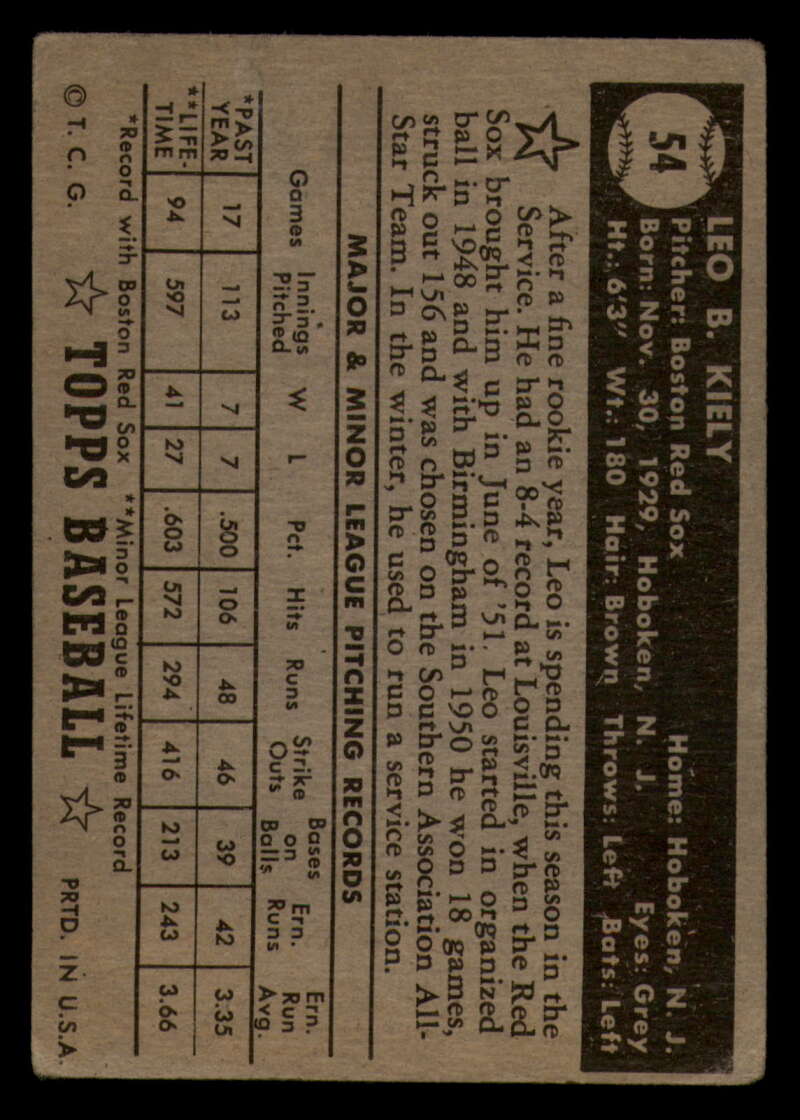 54
LEO B. KIELY
Pitcher: Boston Red Sox Home: Hoboken, N. J.
Born: Nov. 30, 1929, Hoboken, N. J. Eyes: Grey
Ht.: 6'3" Wt.: 180 Hair: Brown Throws: Left Bats: Left
After a fine rookie year, Leo is spending this season in the
Service. He had an 8-4 record at Louisville, when the Red
Sox brought him up in June of '51. Leo started in organized
ball in 1948 and with Birmingham in 1950 he won 18 games,
struck out 156 and was chosen on the Southern Association All-
Star Team. In the winter, he used to run a service station.
MAJOR & MINOR LEAGUE PITCHING RECORDS
Games Innings Pitched W L Pct. Hits Runs Strike Outs Bases on Balls Ern. Runs Ern. Run Avg.
*PAST YEAR 17 113 7 7 .500 106 48 46 39 42 3.35
**LIFE-TIME 94 597 41 27 .603 572 294 416 213 243 3.66
*Record with Boston Red Sox **Minor League Lifetime Record
© T. C. G. TOPPS BASEBALL PRTD. IN U.S.A.